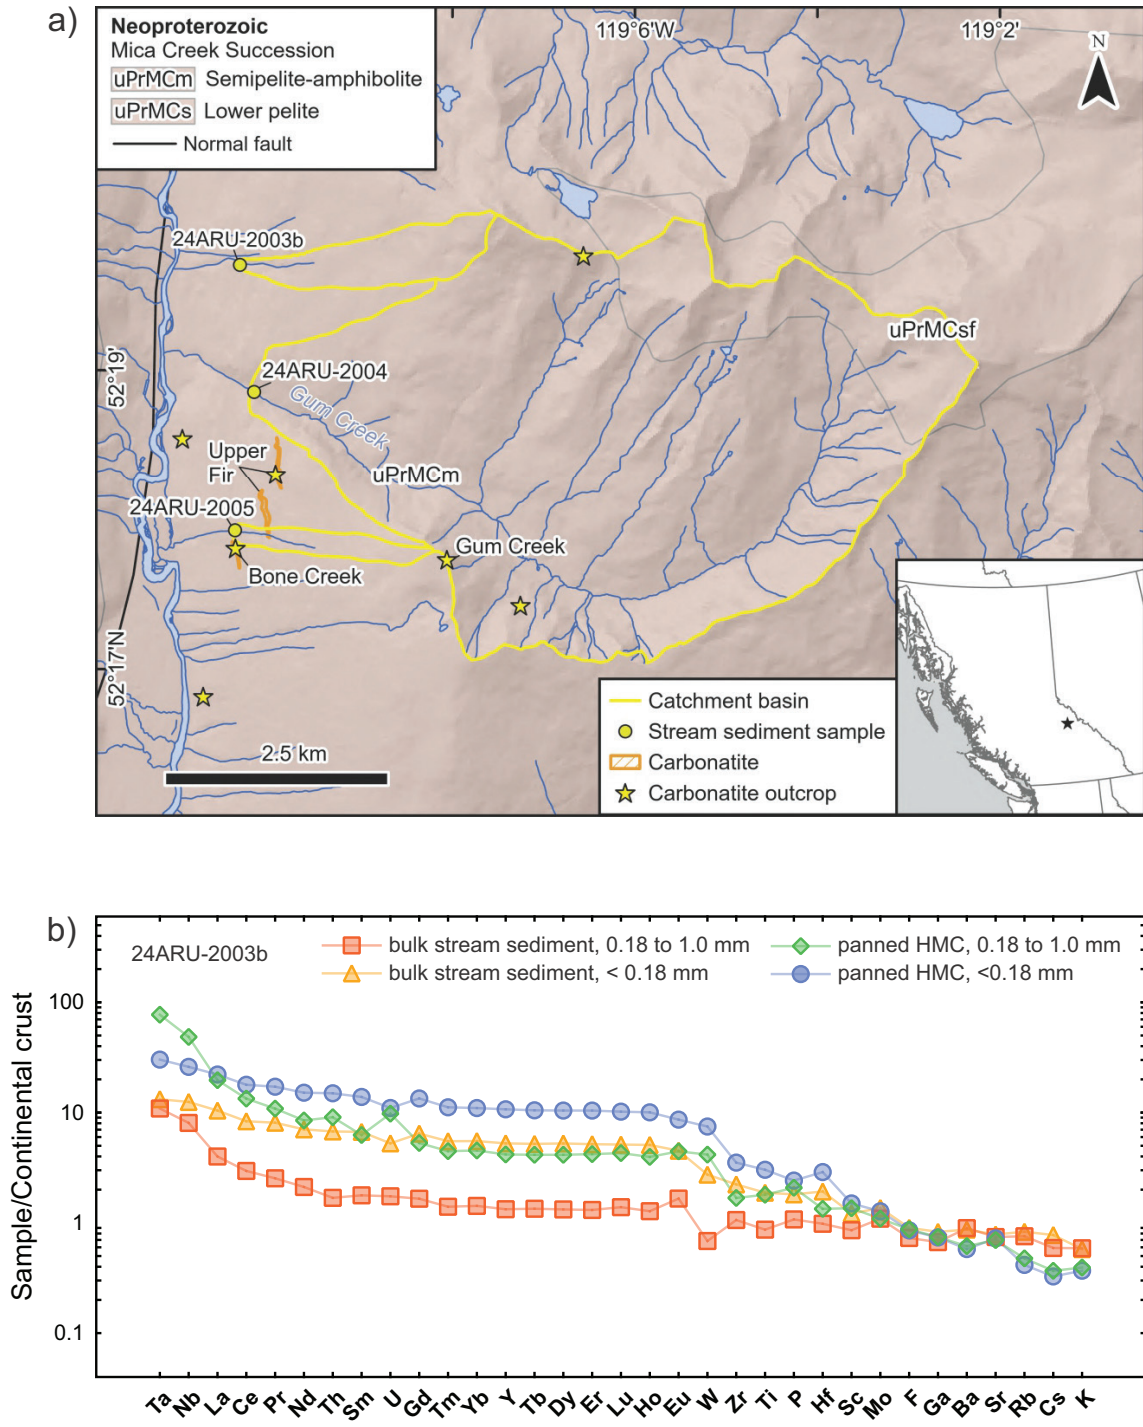 a)
Neoproterozoic
Mica Creek Succession
uPrMCm Semipelite-amphibolite
uPrMCs Lower pelite
Normal fault
119°6'W
119°2'
N
24ARU-2003b
uPrMCsf
52°19'
24ARU-2004
Gum Creek
Upper
Fir
uPrMCm
24ARU-2005
Gum Creek
Bone Creek
52°17'N
2.5 km
Catchment basin
Stream sediment sample
Carbonatite
Carbonatite outcrop
b)
24ARU-2003b
bulk stream sediment, 0.18 to 1.0 mm
panned HMC, 0.18 to 1.0 mm
bulk stream sediment, < 0.18 mm
panned HMC, <0.18 mm
Sample/Continental crust
100
10
1
0.1
Ta Nb La Ce Pr Nd Th Sm U Gd Tm Yb Y Tb Dy Er Lu Ho Eu W Zr Ti P Hf Sc Mo F Ga Ba Sr Rb Cs K